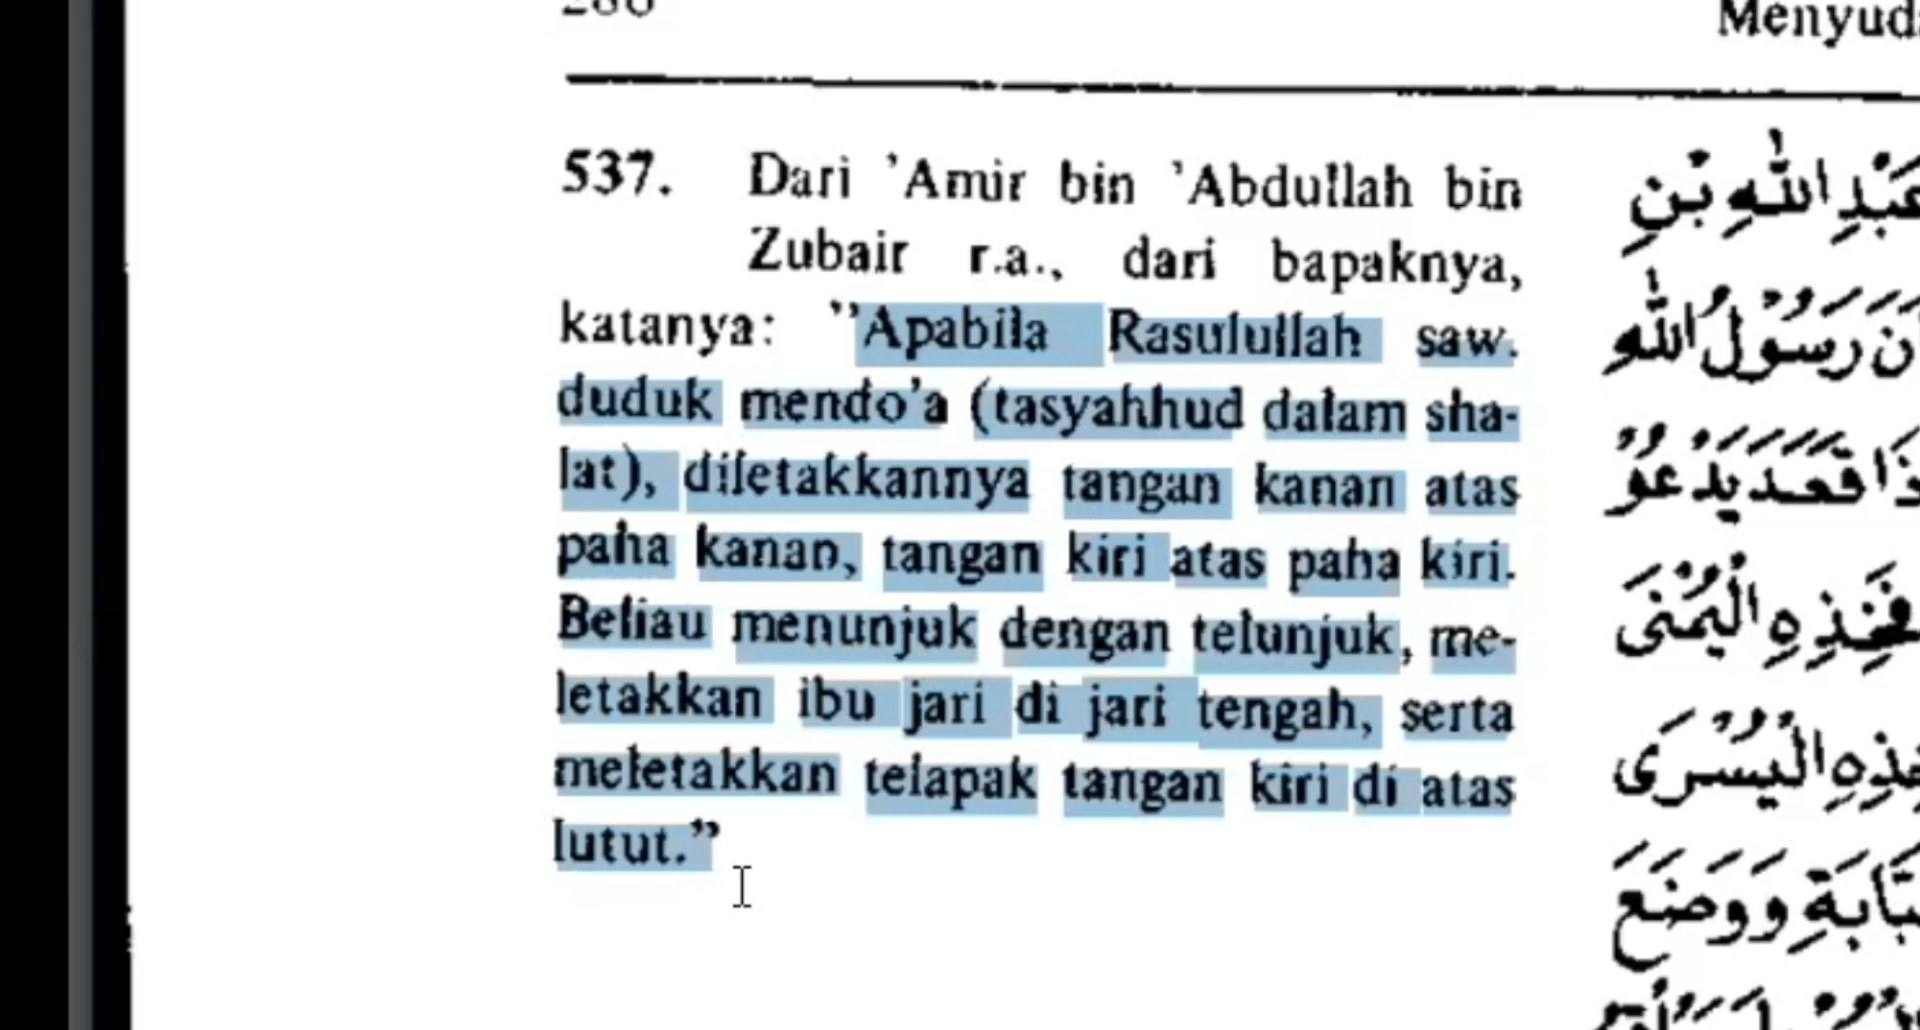 286
Menyud
537. Dari 'Amir bin 'Abdullah bin
Zubair r.a., dari bapaknya,
katanya: "Apabila Rasulullah saw.
duduk mendo'a (tasyahhud dalam sha-
lat), diletakkannya tangan kanan atas
paha kanan, tangan kiri atas paha kiri.
Beliau menunjuk dengan telunjuk, me-
letakkan ibu jari di jari tengah, serta
meletakkan telapak tangan kiri di atas
lutut."
عَبْدِ اللهِ بْنِ
أَنَ رَسُوْلُ اللهِ
ذَا قَعَدَ يَدْعُوْ
فَخِذِهِ الْيُمْنَى
خِذِهِ الْيُسْرَى
بَّابَةِ وَوَضَعَ